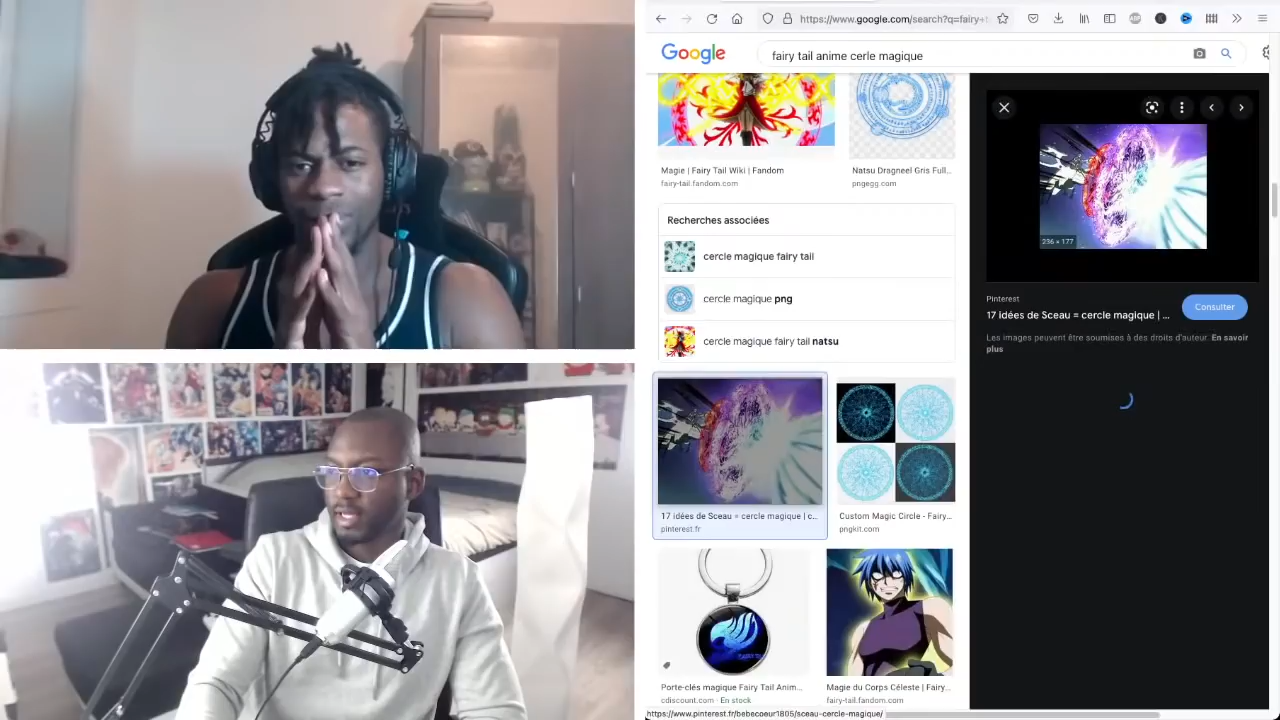 https://www.google.com/search?q=fairy+
Google
fairy tail anime cerle magique
Magie | Fairy Tail Wiki | Fandom
fairy-tail.fandom.com
Natsu Dragneel Gris Full...
pngegg.com
Recherches associées
cercle magique fairy tail
cercle magique png
cercle magique fairy tail natsu
17 idées de Sceau = cercle magique | c...
pinterest.fr
Custom Magic Circle - Fairy...
pngkit.com
Porte-clés magique Fairy Tail Anim...
cdiscount.com - En stock
Magie du Corps Céleste | Fairy...
fairy-tail.fandom.com
236 × 177
Pinterest
17 idées de Sceau = cercle magique | ...
Consulter
Les images peuvent être soumises à des droits d'auteur. En savoir
plus
https://www.pinterest.fr/bebecoeur1805/sceau-cercle-magique/